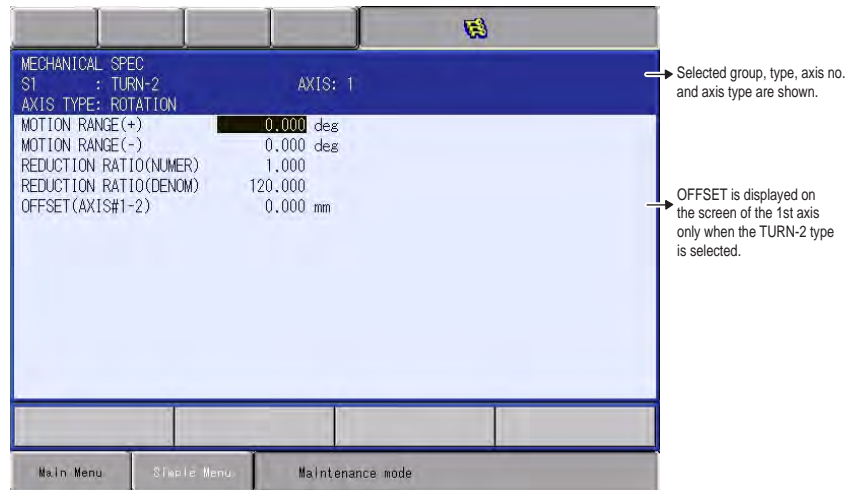 MECHANICAL SPEC
S1 : TURN-2 AXIS: 1
AXIS TYPE: ROTATION
MOTION RANGE(+) 0.000 deg
MOTION RANGE(-) 0.000 deg
REDUCTION RATIO(NUMER) 1.000
REDUCTION RATIO(DENOM) 120.000
OFFSET(AXIS#1-2) 0.000 mm
Main Menu Simple Menu Maintenance mode
Selected group, type, axis no.
and axis type are shown.
OFFSET is displayed on
the screen of the 1st axis
only when the TURN-2 type
is selected.